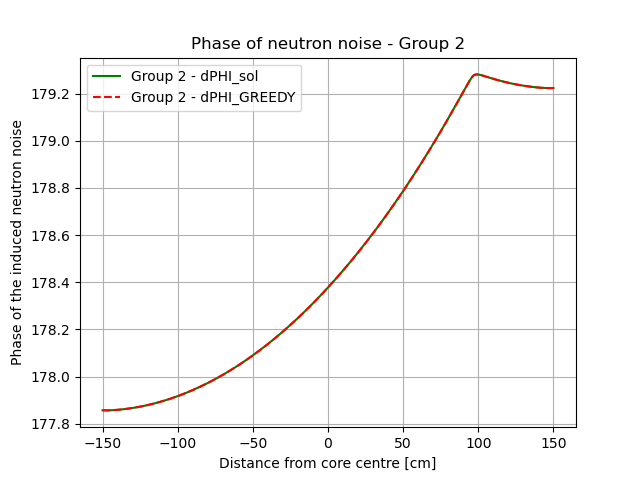 Phase of neutron noise - Group 2
Group 2 - dPHI_sol
Group 2 - dPHI_GREEDY
Phase of the induced neutron noise
179.2
179.0
178.8
178.6
178.4
178.2
178.0
177.8
−150 −100 −50 0 50 100 150
Distance from core centre [cm]